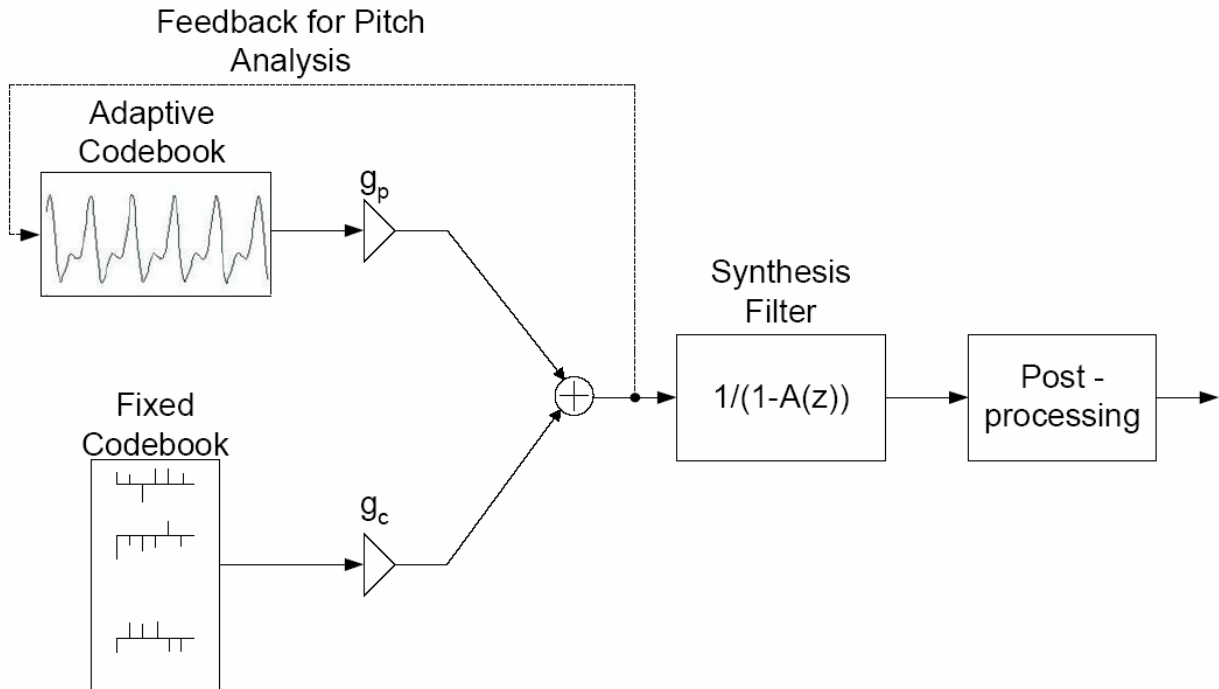 Feedback for Pitch
Analysis
Adaptive
Codebook
gp
Synthesis
Filter
1/(1-A(z))
Post -
processing
Fixed
Codebook
gc